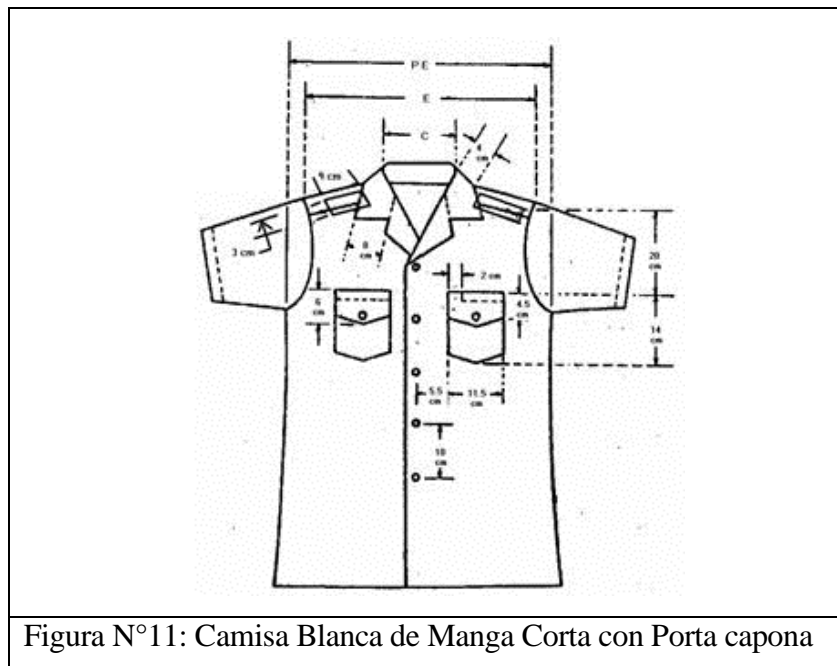 PE
E
C
4
cm
9 cm
3 cm
8
cm
2 cm
6
cm
4.5
cm
20
cm
14
cm
5.5
cm
11.5
cm
10
cm
Figura N°11: Camisa Blanca de Manga Corta con Porta capona